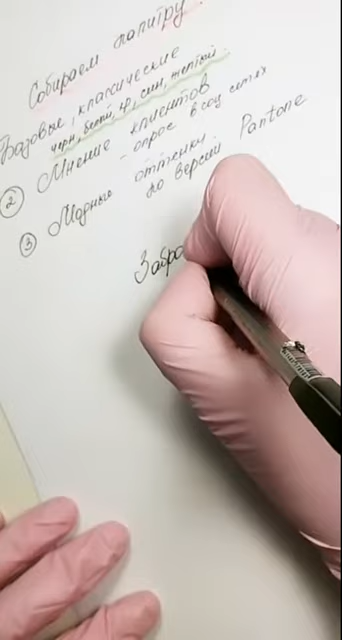 Собираем палитру.
Базовые, классические
черн, белый, кр, син, желтый.
② Мнение клиентов
- опрос в соц сетях
③ Модные оттенки.
по версии Pantone
Забро